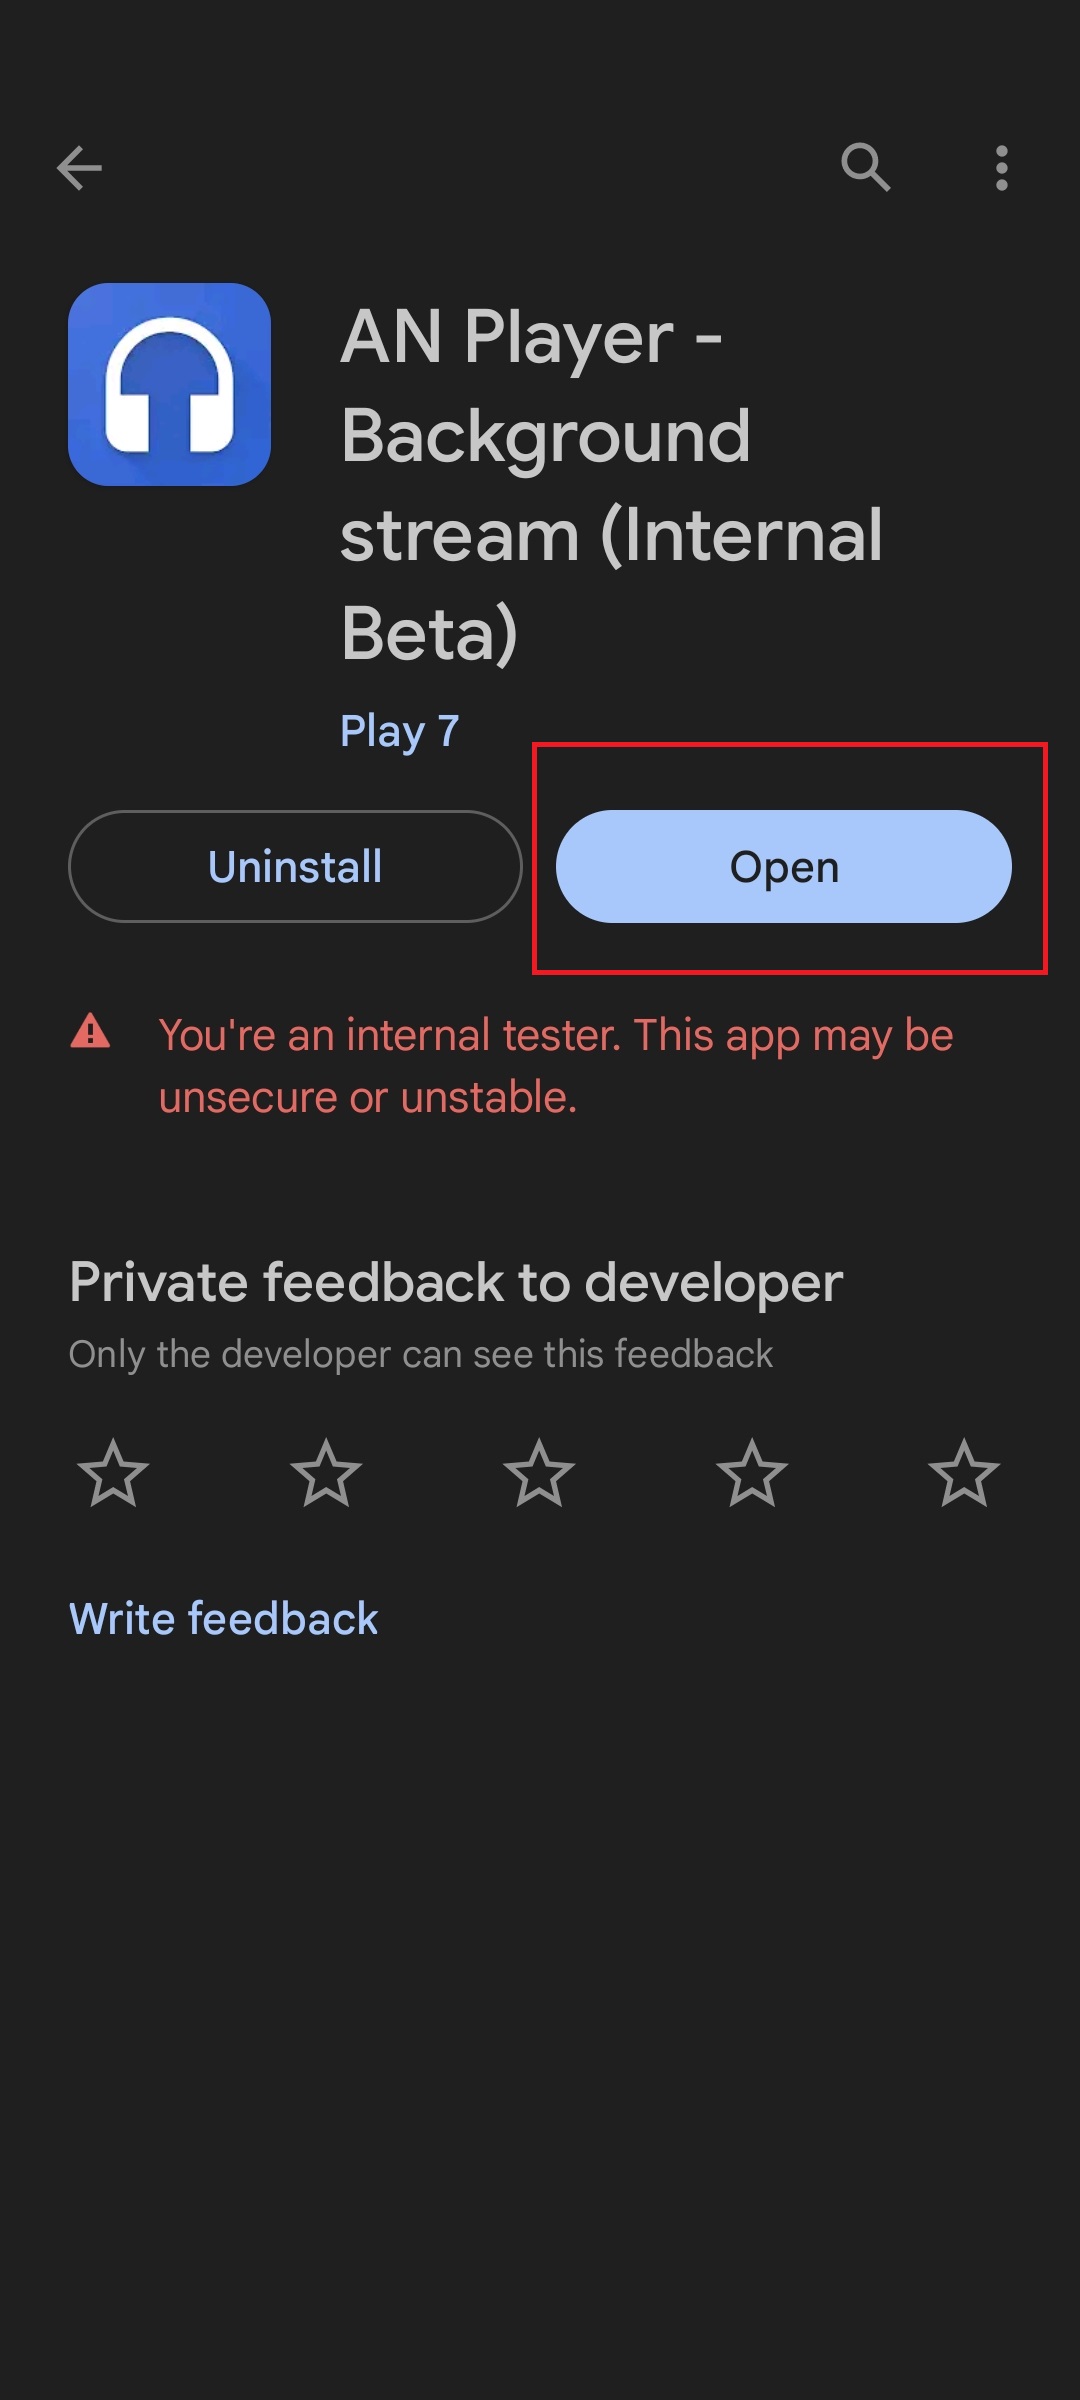 AN Player -
Background
stream (Internal
Beta)
Play 7
Uninstall
Open
You're an internal tester. This app may be
unsecure or unstable.
Private feedback to developer
Only the developer can see this feedback
Write feedback